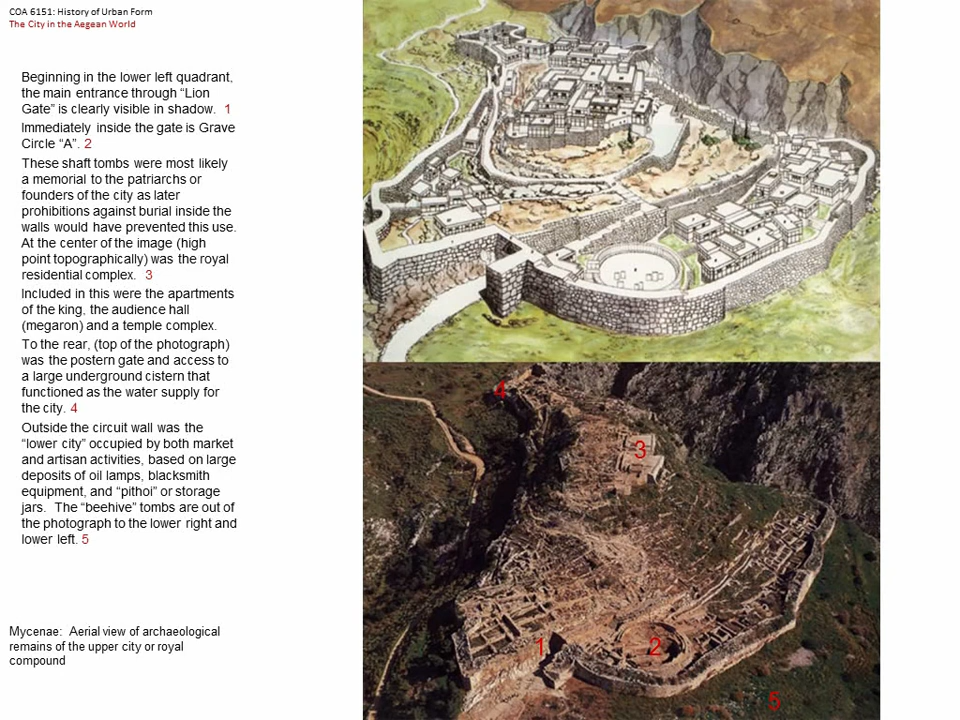 COA 6151: History of Urban Form
The City in the Aegean World
Beginning in the lower left quadrant,
the main entrance through “Lion
Gate” is clearly visible in shadow. 1
Immediately inside the gate is Grave
Circle “A”. 2
These shaft tombs were most likely
a memorial to the patriarchs or
founders of the city as later
prohibitions against burial inside the
walls would have prevented this use.
At the center of the image (high
point topographically) was the royal
residential complex. 3
Included in this were the apartments
of the king, the audience hall
(megaron) and a temple complex.
To the rear, (top of the photograph)
was the postern gate and access to
a large underground cistern that
functioned as the water supply for
the city. 4
Outside the circuit wall was the
“lower city” occupied by both market
and artisan activities, based on large
deposits of oil lamps, blacksmith
equipment, and “pithoi” or storage
jars. The “beehive” tombs are out of
the photograph to the lower right and
lower left. 5
Mycenae: Aerial view of archaeological
remains of the upper city or royal
compound
4
3
1
2
5